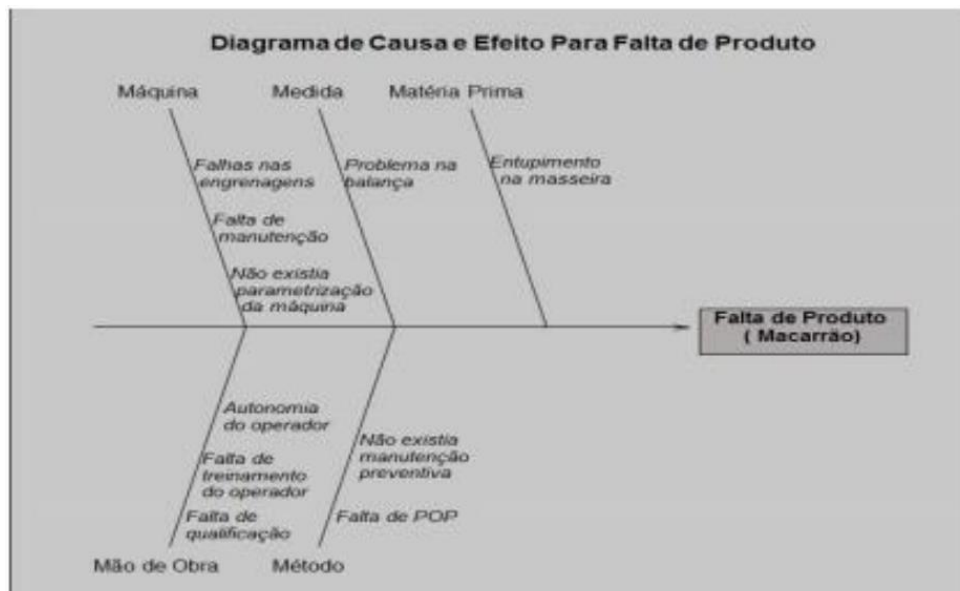 Diagrama de Causa e Efeito Para Falta de Produto
Máquina
Medida
Matéria Prima
Falhas nas
engrenagens
Falta de
manutenção
Não existia
parametrização
da máquina
Problema na
balança
Entupimento
na masseira
Falta de Produto
( Macarrão)
Autonomia
do operador
Falta de
treinamento
do operador
Falta de
qualificação
Não existia
manutenção
preventiva
Falta de POP
Mão de Obra
Método